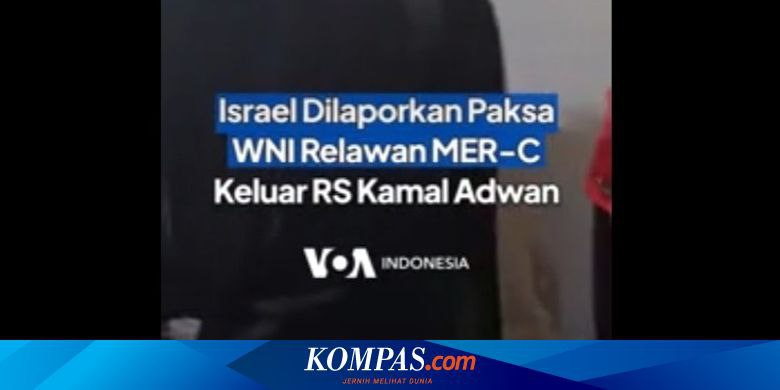 Israel Dilaporkan Paksa
WNI Relawan MER-C
Keluar RS Kamal Adwan
VOA INDONESIA
KOMPAS.com
JERNIH MELIHAT DUNIA